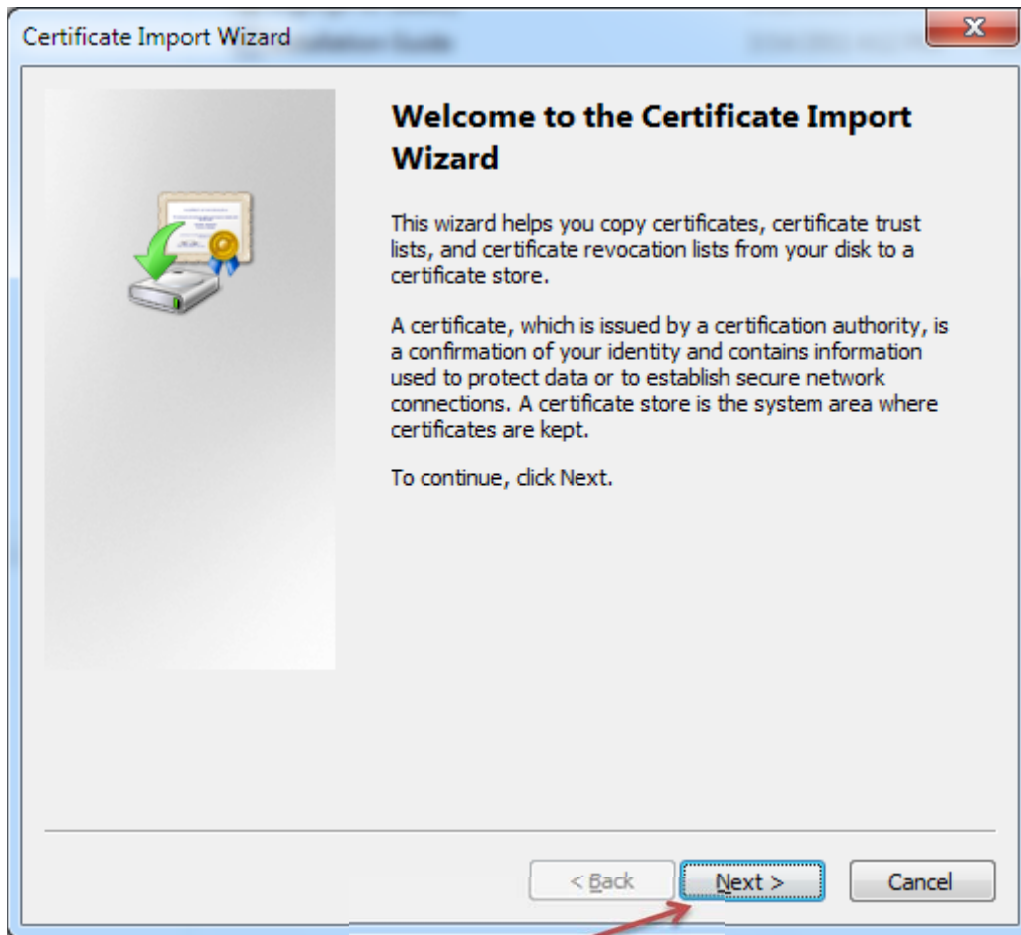 Certificate Import Wizard
Welcome to the Certificate Import
Wizard
This wizard helps you copy certificates, certificate trust
lists, and certificate revocation lists from your disk to a
certificate store.
A certificate, which is issued by a certification authority, is
a confirmation of your identity and contains information
used to protect data or to establish secure network
connections. A certificate store is the system area where
certificates are kept.
To continue, click Next.
< Back Next > Cancel